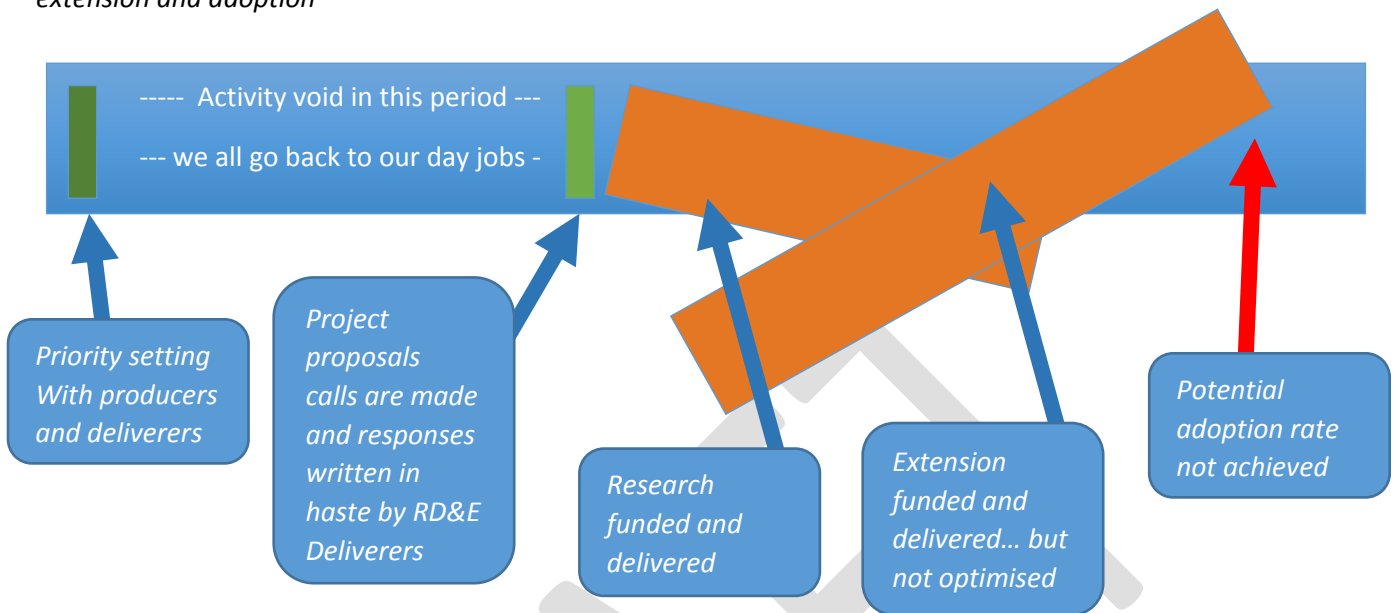 extension and adoption
----- Activity void in this period ---
--- we all go back to our day jobs -
Priority setting
With producers
and deliverers
Project
proposals
calls are made
and responses
written in
haste by RD&E
Deliverers
Research
funded and
delivered
Extension
funded and
delivered… but
not optimised
Potential
adoption rate
not achieved